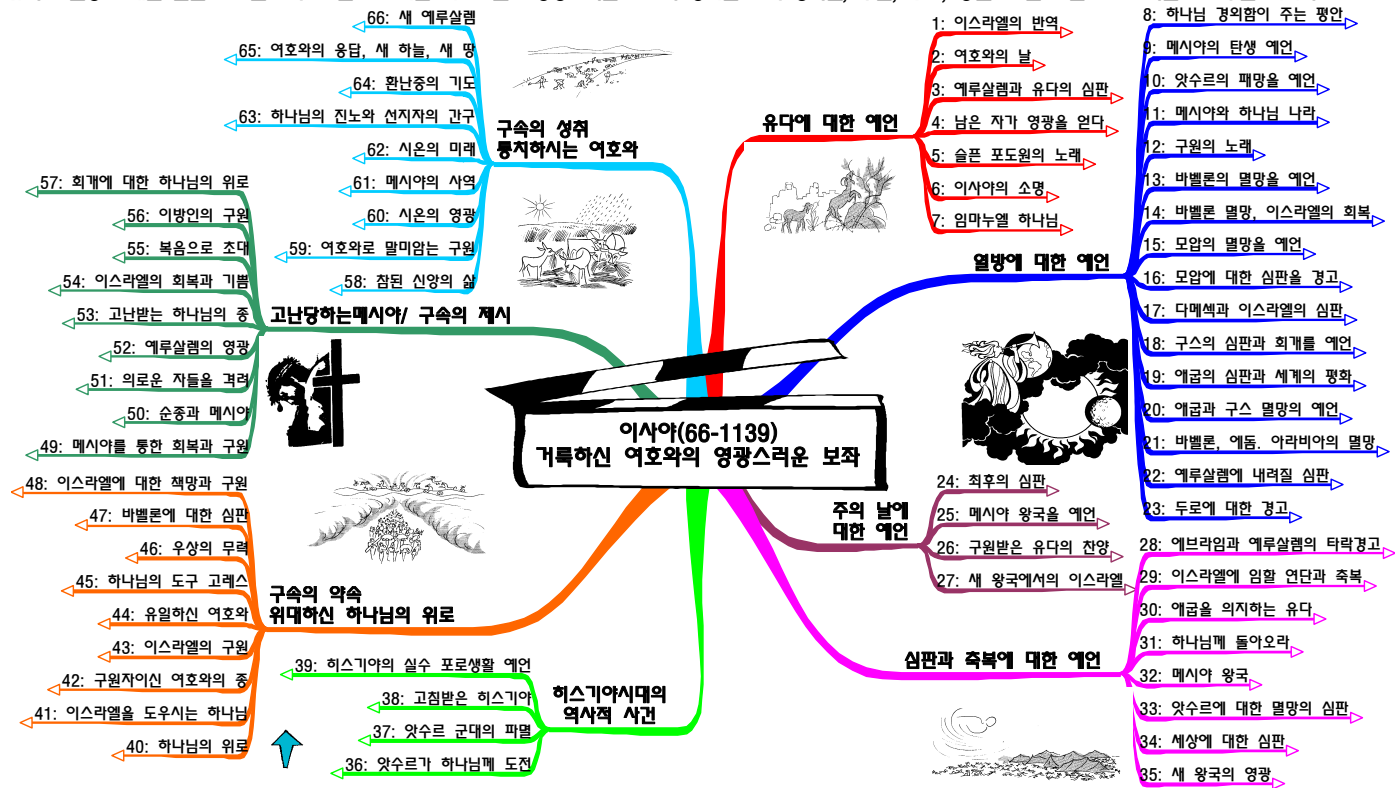 이사야(66-1139)
거룩하신 여호와의 영광스러운 보좌
유다에 대한 예언
1: 이스라엘의 반역
2: 여호와의 날
3: 예루살렘과 유다의 심판
4: 남은 자가 영광을 얻다
5: 슬픈 포도원의 노래
6: 이사야의 소명
7: 임마누엘 하나님
열방에 대한 예언
8: 하나님 경외함이 주는 평안
9: 메시야의 탄생 예언
10: 앗수르의 패망을 예언
11: 메시야와 하나님 나라
12: 구원의 노래
13: 바벨론의 멸망을 예언
14: 바벨론 멸망, 이스라엘의 회복
15: 모압의 멸망을 예언
16: 모압에 대한 심판을 경고
17: 다메섹과 이스라엘의 심판
18: 구스의 심판과 회개를 예언
19: 애굽의 심판과 세계의 평화
20: 애굽과 구스 멸망의 예언
21: 바벨론, 에돔. 아라비아의 멸망
22: 예루살렘에 내려질 심판
23: 두로에 대한 경고
주의 날에
대한 예언
24: 최후의 심판
25: 메시야 왕국을 예언
26: 구원받은 유다의 찬양
27: 새 왕국에서의 이스라엘
심판과 축복에 대한 예언
28: 에브라임과 예루살렘의 타락경고
29: 이스라엘에 임할 연단과 축복
30: 애굽을 의지하는 유다
31: 하나님께 돌아오라
32: 메시야 왕국
33: 앗수르에 대한 멸망의 심판
34: 세상에 대한 심판
35: 새 왕국의 영광
히스기야시대의
역사적 사건
39: 히스기야의 실수 포로생활 예언
38: 고침받은 히스기야
37: 앗수르 군대의 파멸
36: 앗수르가 하나님께 도전
구속의 약속
위대하신 하나님의 위로
48: 이스라엘에 대한 책망과 구원
47: 바벨론에 대한 심판
46: 우상의 무력
45: 하나님의 도구 고레스
44: 유일하신 여호와
43: 이스라엘의 구원
42: 구원자이신 여호와의 종
41: 이스라엘을 도우시는 하나님
40: 하나님의 위로
고난당하는메시야/ 구속의 제시
57: 회개에 대한 하나님의 위로
56: 이방인의 구원
55: 복음으로 초대
54: 이스라엘의 회복과 기쁨
53: 고난받는 하나님의 종
52: 예루살렘의 영광
51: 의로운 자들을 격려
50: 순종과 메시야
49: 메시야를 통한 회복과 구원
구속의 성취
통치하시는 여호와
66: 새 예루살렘
65: 여호와의 응답, 새 하늘, 새 땅
64: 환난중의 기도
63: 하나님의 진노와 선지자의 간구
62: 시온의 미래
61: 메시야의 사역
60: 시온의 영광
59: 여호와로 말미암는 구원
58: 참된 신앙의 삶